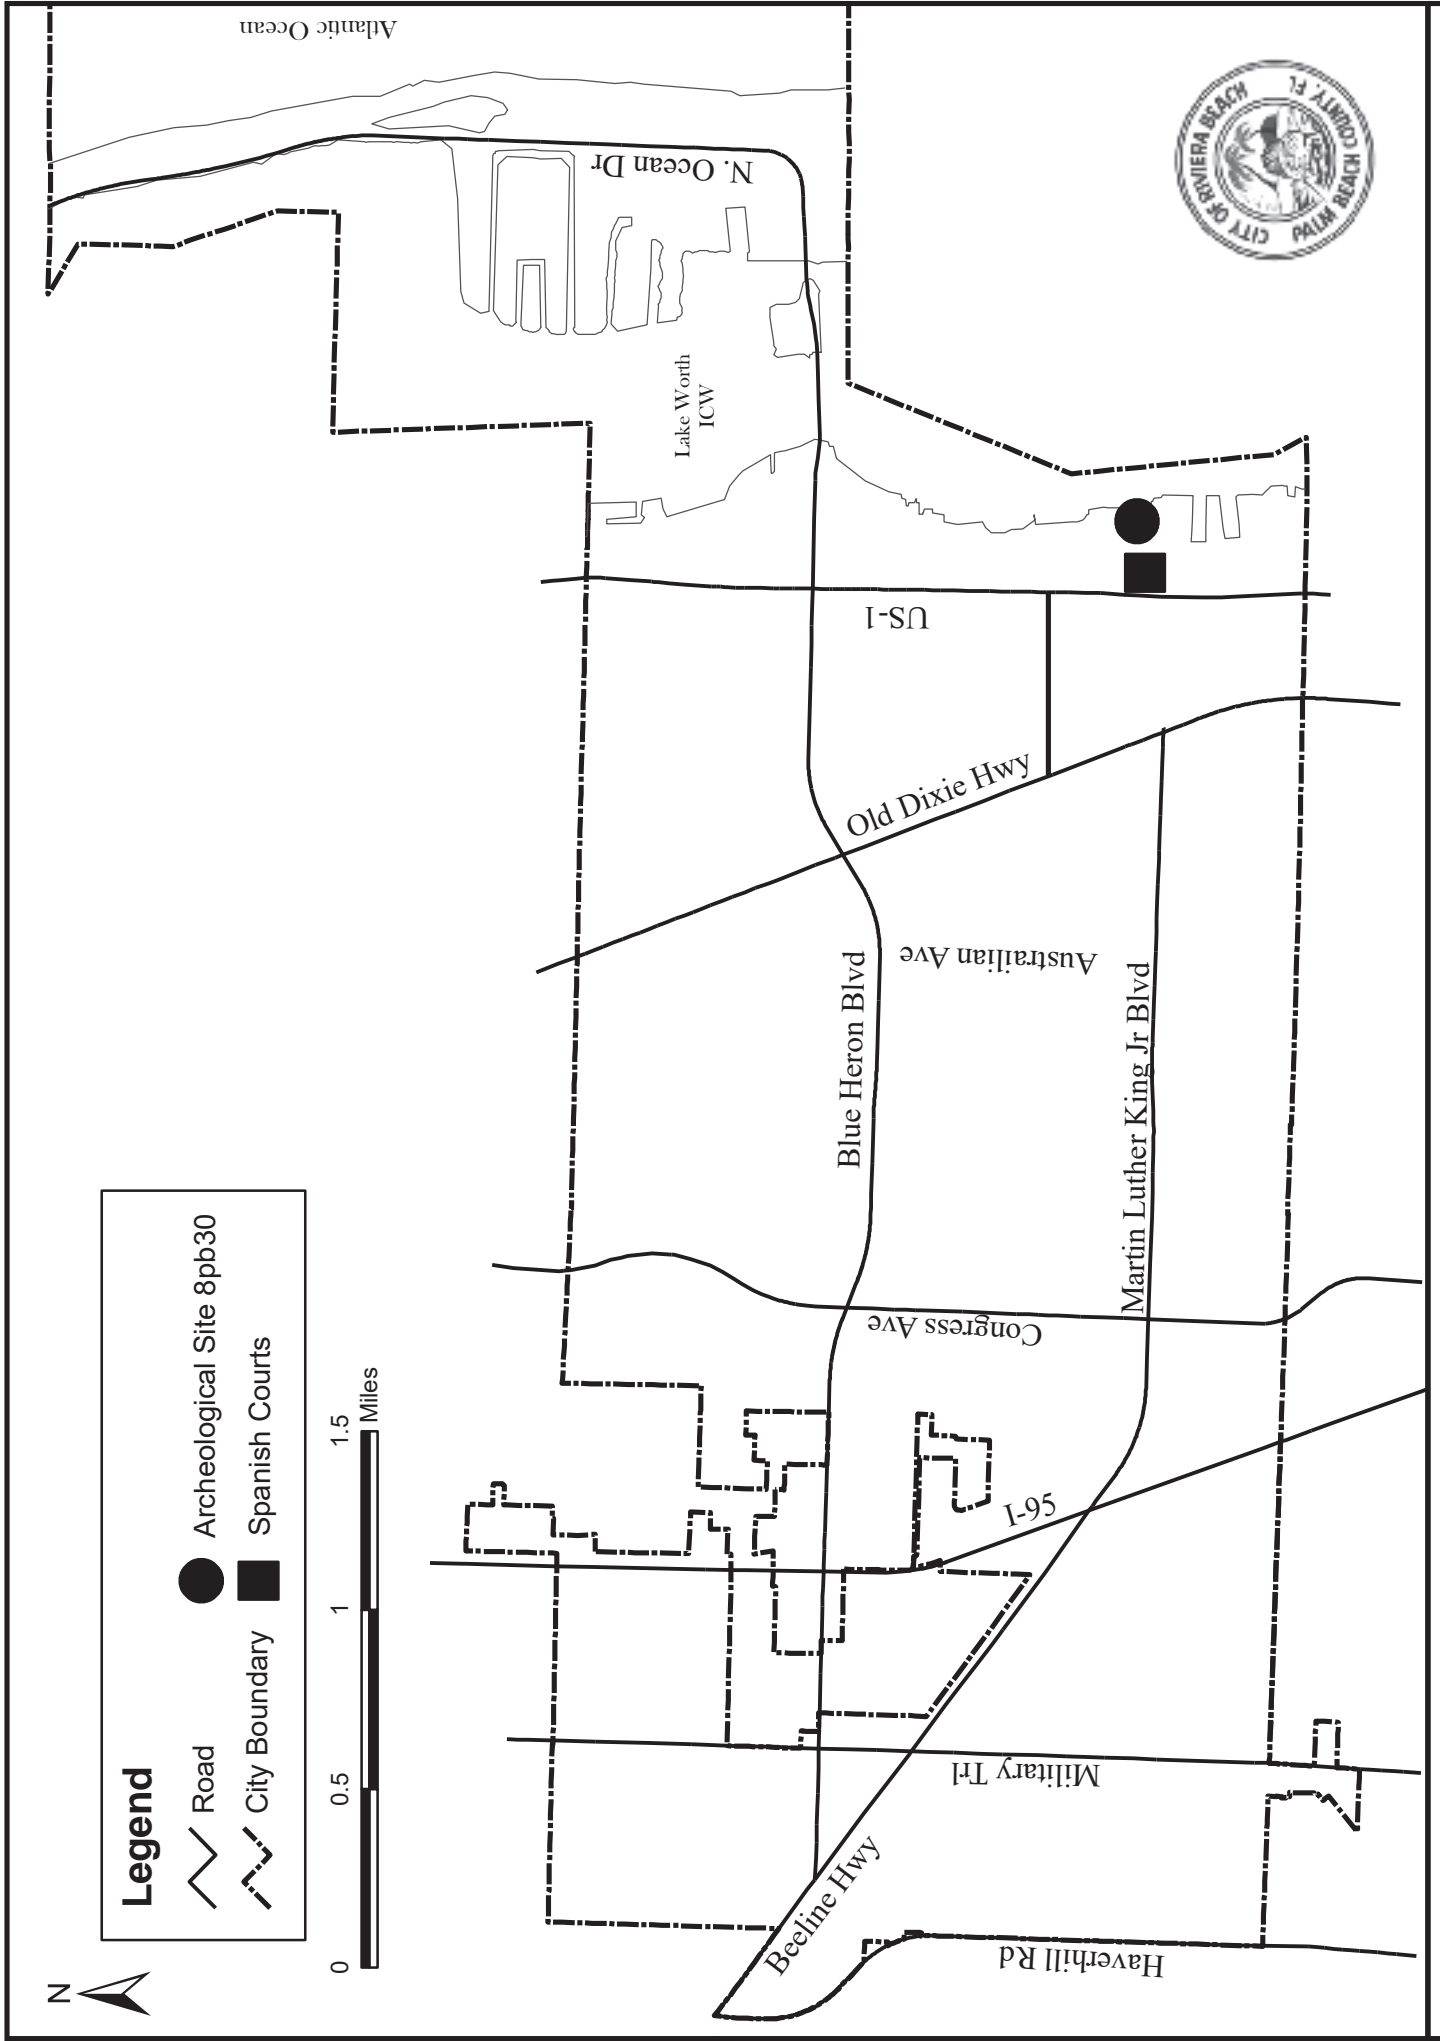 N
Legend
Road
City Boundary
Archeological Site 8pb30
Spanish Courts
0
0.5
1
1.5
Miles
Atlantic Ocean
N. Ocean Dr
Lake Worth
ICW
US-1
Old Dixie Hwy
Blue Heron Blvd
Austrailian Ave
Martin Luther King Jr Blvd
Congress Ave
I-95
Military Trl
Beeline Hwy
Haverhill Rd
CITY OF RIVIERA BEACH
PALM BEACH COUNTY, FL